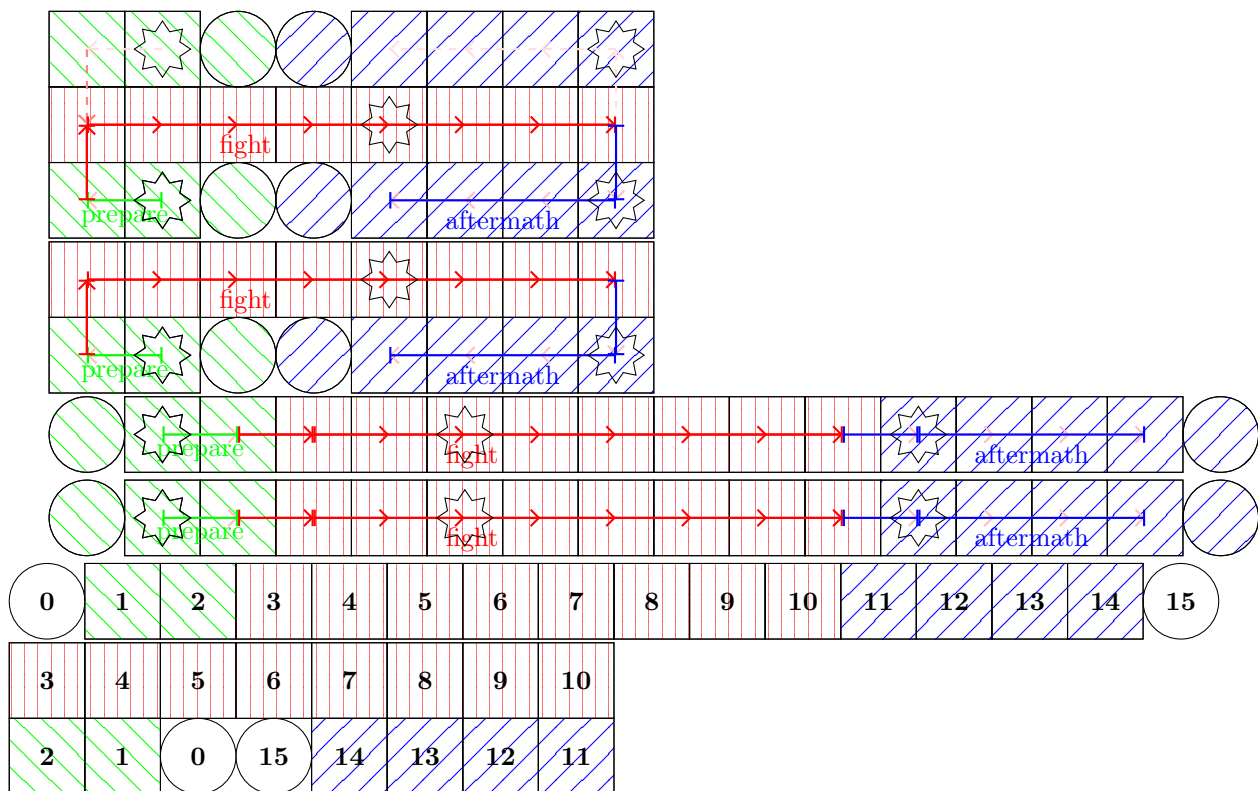 fight
prepare aftermath
fight
prepare aftermath
prepare fight aftermath
prepare fight aftermath
0 1 2 3 4 5 6 7 8 9 10 11 12 13 14 15
3 4 5 6 7 8 9 10
2 1 0 15 14 13 12 11